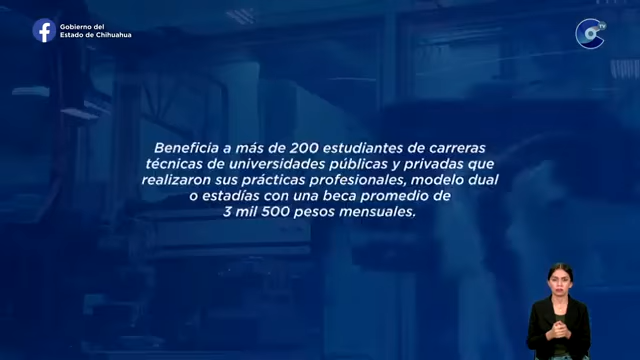 Gobierno del
Estado de Chihuahua
Beneficia a más de 200 estudiantes de carreras
técnicas de universidades públicas y privadas que
realizaron sus prácticas profesionales, modelo dual
o estadías con una beca promedio de
3 mil 500 pesos mensuales.